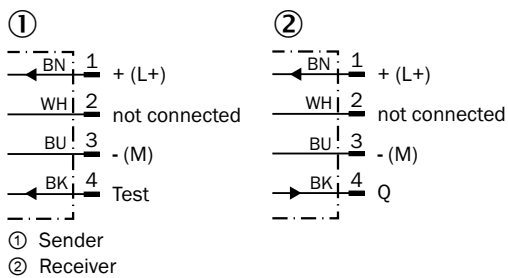 ① ②
BN 1 + (L+) BN 1 + (L+)
WH 2 not connected WH 2 not connected
BU 3 - (M) BU 3 - (M)
BK 4 Test BK 4 Q
① Sender
② Receiver